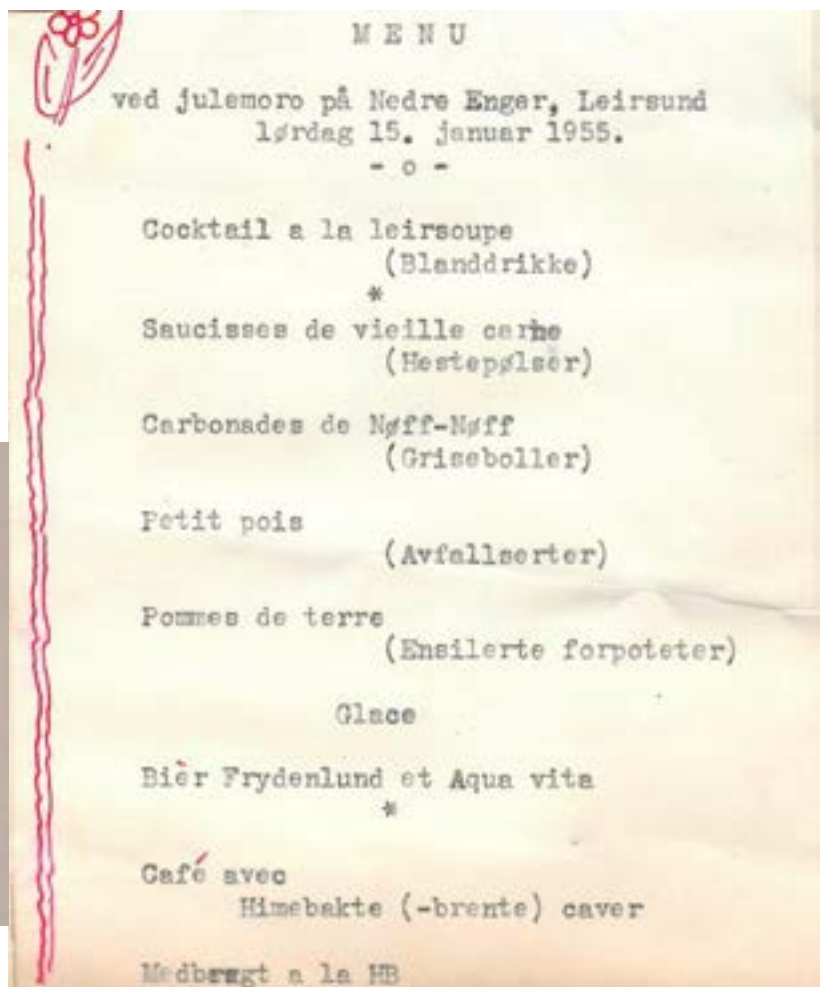 MENU
ved julemoro på Nedre Enger, Leirsund
lørdag 15. januar 1955.
- o -
Cocktail a la leirsoupe
(Blanddrikke)
*
Saucisses de vieille carne
(Hestepølser)
Carbonades de Nøff-Nøff
(Griseboller)
Petit pois
(Avfallserter)
Pommes de terre
(Ensilerte forpoteter)
Glace
Bièr Frydenlund et Aqua vita
*
Café avec
Himebakte (-brente) caver
Medbragt a la HB